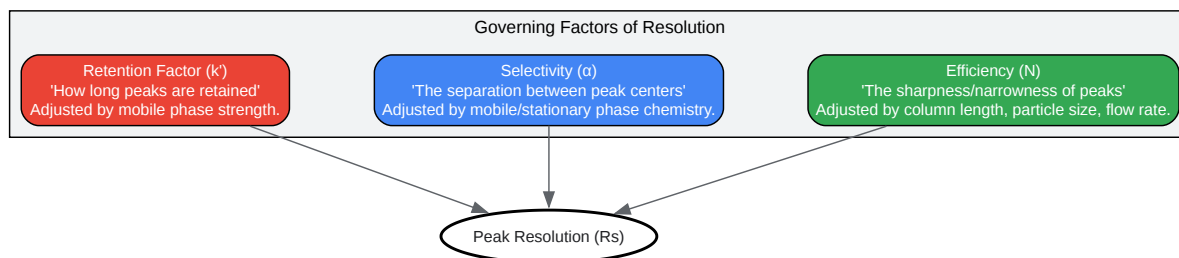 Governing Factors of Resolution
Retention Factor (k')
'How long peaks are retained'
Adjusted by mobile phase strength.
Selectivity (α)
'The separation between peak centers'
Adjusted by mobile/stationary phase chemistry.
Efficiency (N)
'The sharpness/narrowness of peaks'
Adjusted by column length, particle size, flow rate.
Peak Resolution (Rs)